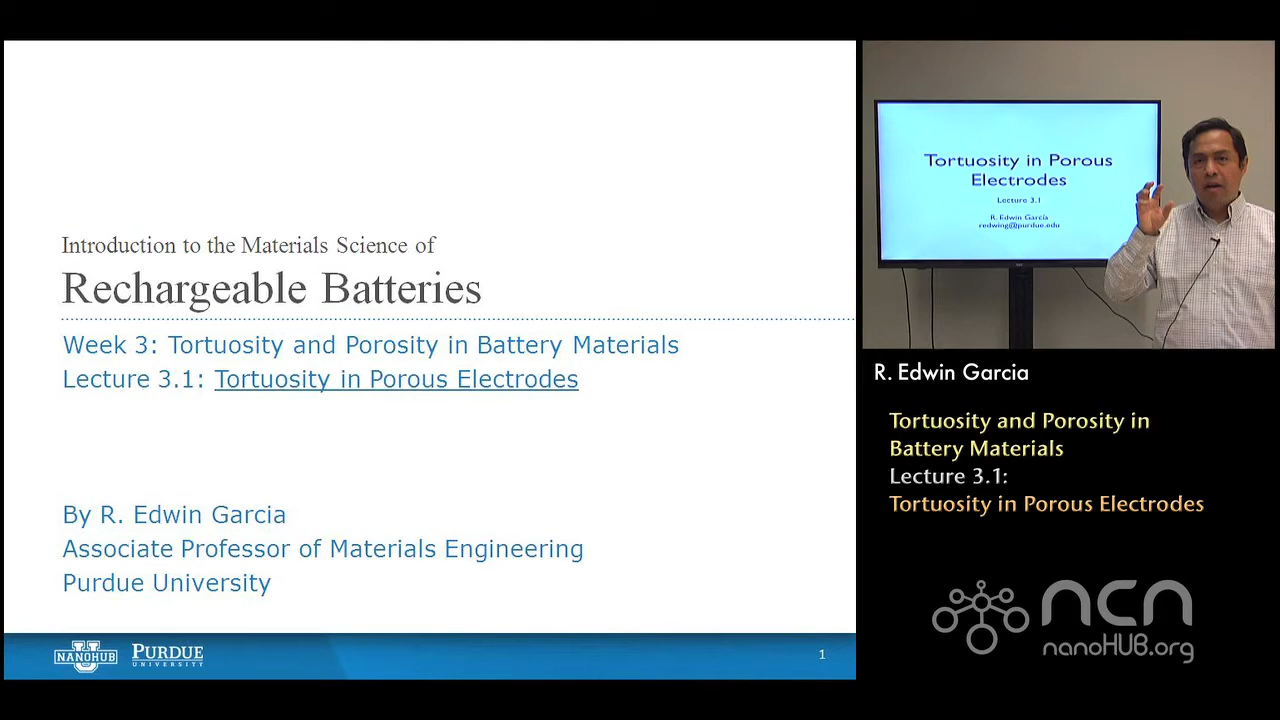 Introduction to the Materials Science of
Rechargeable Batteries
Week 3: Tortuosity and Porosity in Battery Materials
Lecture 3.1: Tortuosity in Porous Electrodes
By R. Edwin Garcia
Associate Professor of Materials Engineering
Purdue University
NANOHUB U
PURDUE
UNIVERSITY
1
Tortuosity in Porous
Electrodes
Lecture 3.1
R. Edwin García
redwing@purdue.edu
R. Edwin Garcia
Tortuosity and Porosity in
Battery Materials
Lecture 3.1:
Tortuosity in Porous Electrodes
ncn
nanoHUB.org